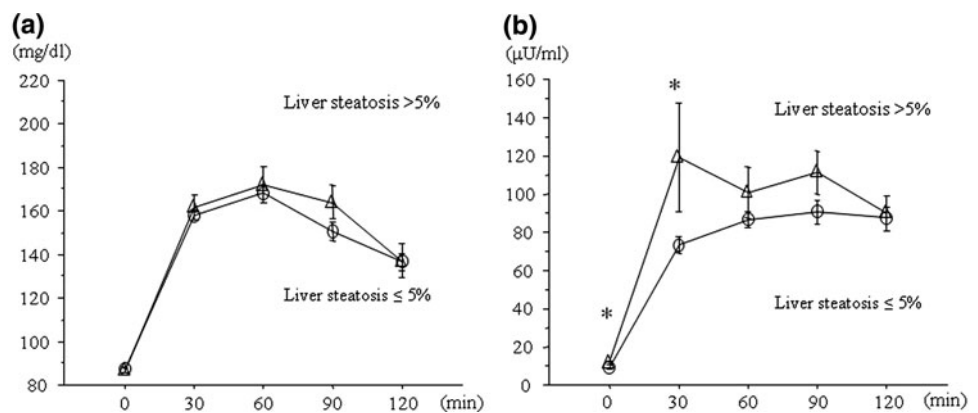 (a)
(mg/dl)
220
200
180
160
140
120
100
80
0 30 60 90 120 (min)
Liver steatosis >5%
Liver steatosis ≤ 5%
(b)
(μU/ml)
160
140
120
100
80
60
40
20
0
0 30 60 90 120 (min)
*
*
Liver steatosis >5%
Liver steatosis ≤ 5%